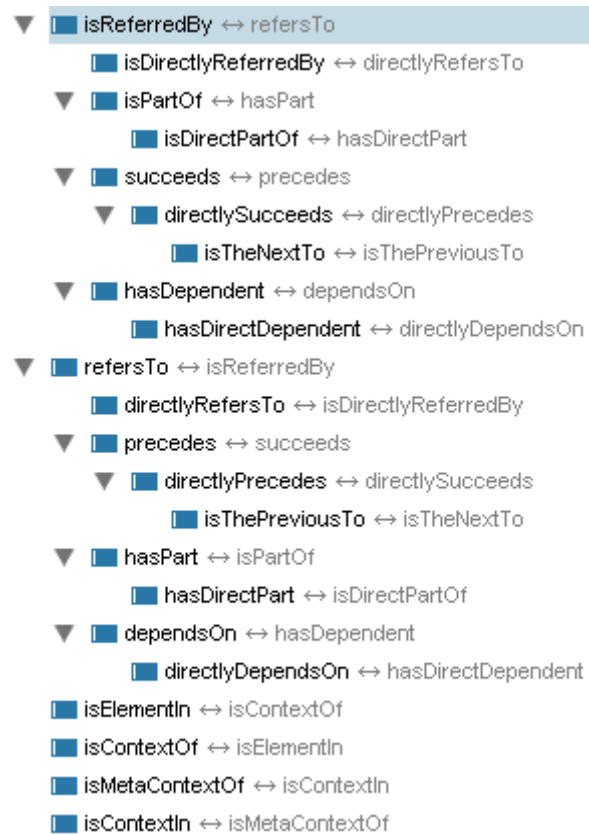 isReferredBy ↔ refersTo
isDirectlyReferredBy ↔ directlyRefersTo
isPartOf ↔ hasPart
isDirectPartOf ↔ hasDirectPart
succeeds ↔ precedes
directlySucceeds ↔ directlyPrecedes
isTheNextTo ↔ isThePreviousTo
hasDependent ↔ dependsOn
hasDirectDependent ↔ directlyDependsOn
refersTo ↔ isReferredBy
directlyRefersTo ↔ isDirectlyReferredBy
precedes ↔ succeeds
directlyPrecedes ↔ directlySucceeds
isThePreviousTo ↔ isTheNextTo
hasPart ↔ isPartOf
hasDirectPart ↔ isDirectPartOf
dependsOn ↔ hasDependent
directlyDependsOn ↔ hasDirectDependent
isElementIn ↔ isContextOf
isContextOf ↔ isElementIn
isMetaContextOf ↔ isContextIn
isContextIn ↔ isMetaContextOf